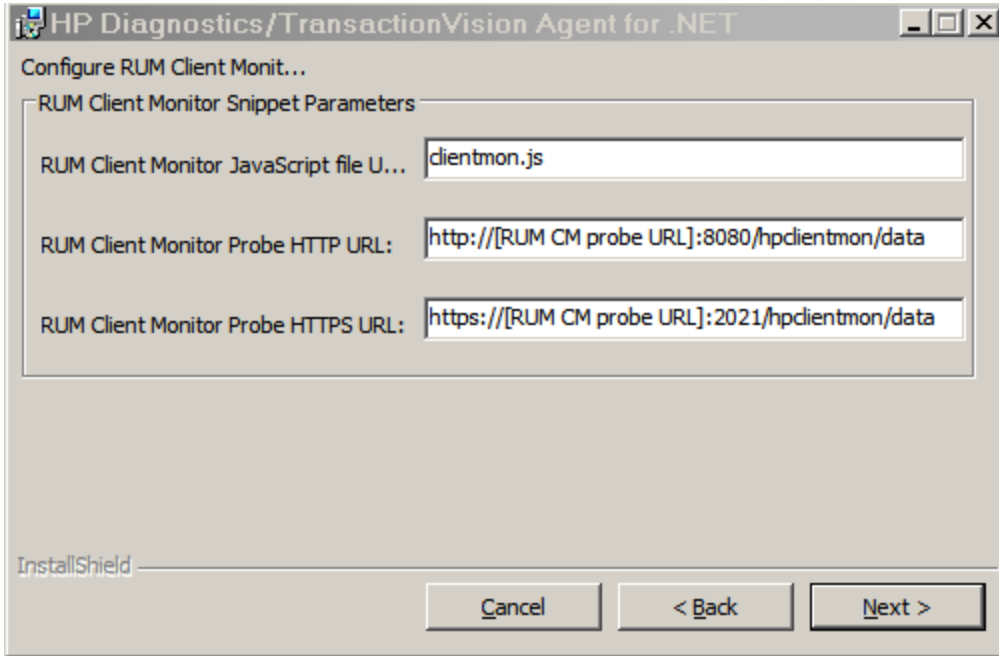 HP Diagnostics/TransactionVision Agent for .NET
Configure RUM Client Monit...
RUM Client Monitor Snippet Parameters
RUM Client Monitor JavaScript file U... clientmon.js
RUM Client Monitor Probe HTTP URL: http://[RUM CM probe URL]:8080/hpclientmon/data
RUM Client Monitor Probe HTTPS URL: https://[RUM CM probe URL]:2021/hpclientmon/data
InstallShield
Cancel < Back Next >